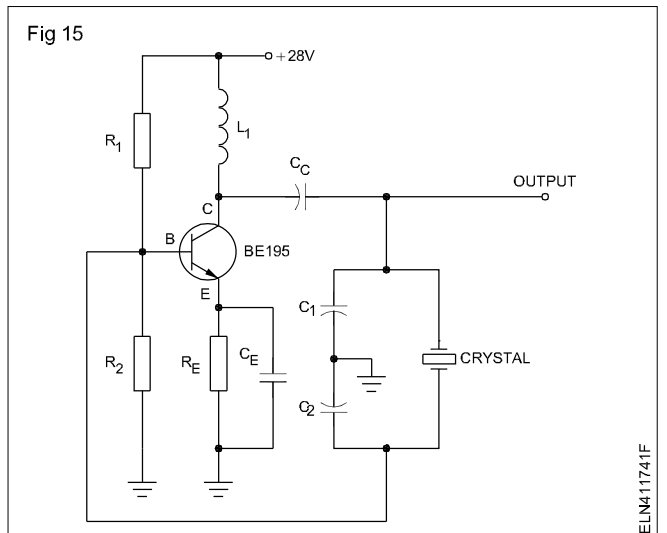 Fig 15
+28V
R1
L1
CC
OUTPUT
C
B
BE195
E
C1
R2
RE
CE
CRYSTAL
C2
ELN411741F